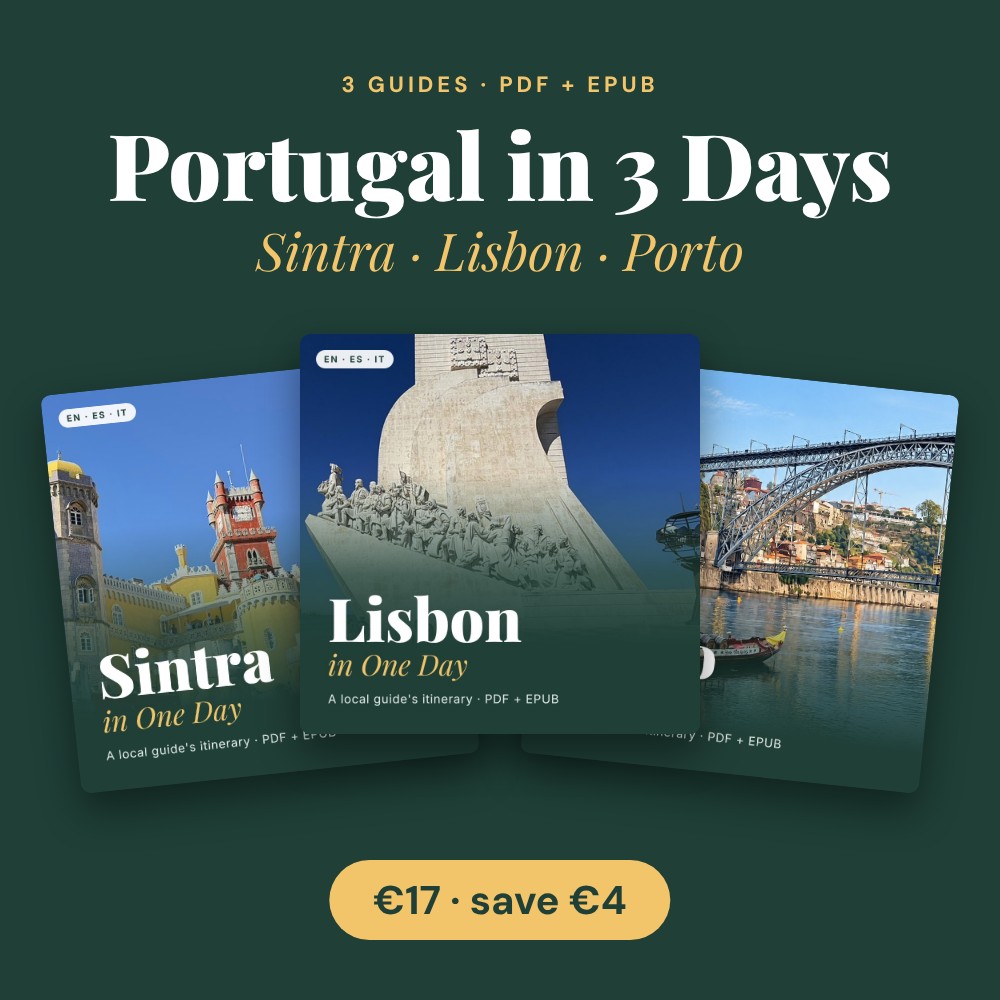 3 GUIDES · PDF + EPUB
Portugal in 3 Days
Sintra · Lisbon · Porto
EN · ES · IT
Sintra
in One Day
A local guide's itinerary · PDF + EPUB
EN · ES · IT
Lisbon
in One Day
A local guide's itinerary · PDF + EPUB
· PDF + EPUB
€17 · save €4